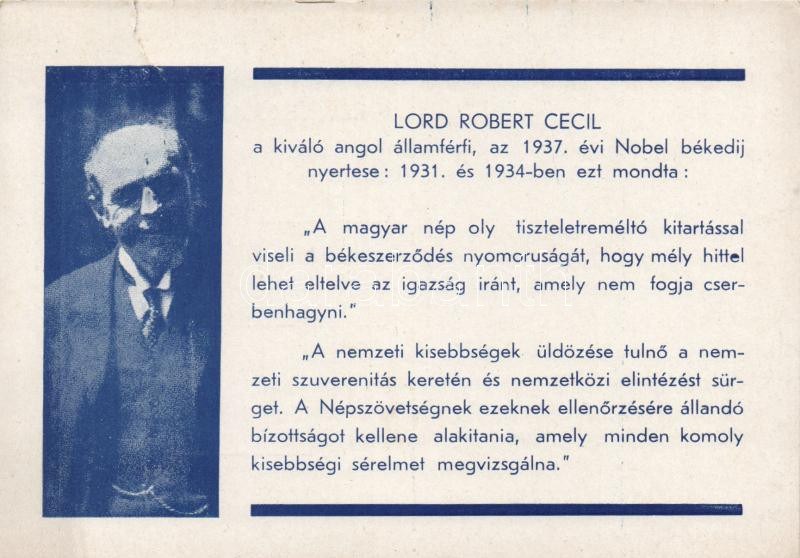 LORD ROBERT CECIL
a kiváló angol államférfi, az 1937. évi Nobel békedij
nyertese: 1931. és 1934-ben ezt mondta:
„A magyar nép oly tiszteletreméltó kitartással
viseli a békeszerződés nyomoruságát, hogy mély hittel
lehet eltelve az igazság iránt, amely nem fogja cser-
benhagyni."
„A nemzeti kisebbségek üldözése tulnő a nem-
zeti szuverenitás keretén és nemzetközi elintézést sür-
get. A Népszövetségnek ezeknek ellenőrzésére állandó
bízottságot kellene alakitania, amely minden komoly
kisebbségi sérelmet megvizsgálna."